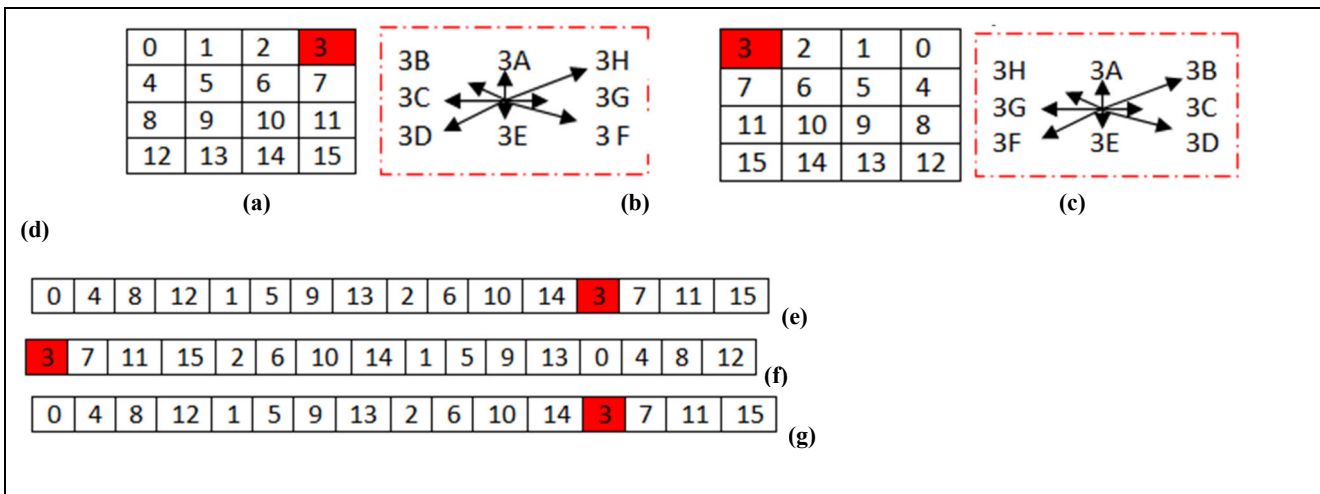 0 1 2 3
4 5 6 7
8 9 10 11
12 13 14 15
3B 3A 3H
3C 3G
3D 3E 3 F
3 2 1 0
7 6 5 4
11 10 9 8
15 14 13 12
3H 3A 3B
3G 3C
3F 3E 3D
(a) (b) (c)
(d)
0 4 8 12 1 5 9 13 2 6 10 14 3 7 11 15 (e)
3 7 11 15 2 6 10 14 1 5 9 13 0 4 8 12 (f)
0 4 8 12 1 5 9 13 2 6 10 14 3 7 11 15 (g)